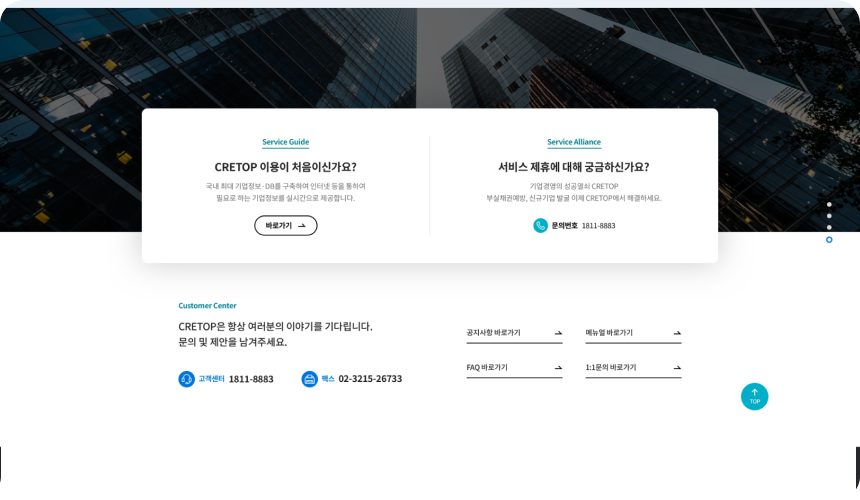 Service Guide
CRETOP 이용이 처음이신가요?
국내 최대 기업정보·DB를 구축하여 인터넷 등을 통하여
필요로 하는 기업정보를 실시간으로 제공합니다.
바로가기
Service Alliance
서비스 제휴에 대해 궁금하신가요?
기업경영의 성공열쇠 CRETOP
부실채권예방, 신규기업 발굴 이제 CRETOP에서 해결하세요.
문의번호 1811-8883
Customer Center
CRETOP은 항상 여러분의 이야기를 기다립니다.
문의 및 제안을 남겨주세요.
고객센터 1811-8883
팩스 02-3215-26733
공지사항 바로가기
메뉴얼 바로가기
FAQ 바로가기
1:1문의 바로가기
TOP